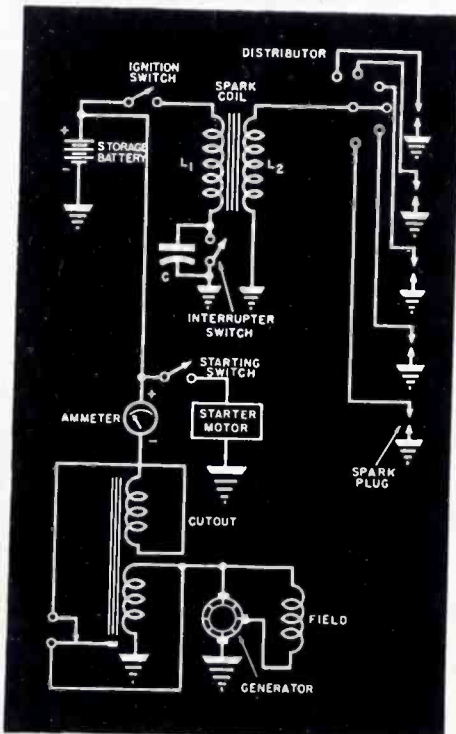 DISTRIBUTOR
IGNITION
SWITCH
SPARK
COIL
+
STORAGE
BATTERY
-
L1
L2
C
INTERRUPTER
SWITCH
STARTING
SWITCH
+
AMMETER
-
STARTER
MOTOR
SPARK
PLUG
CUTOUT
FIELD
GENERATOR